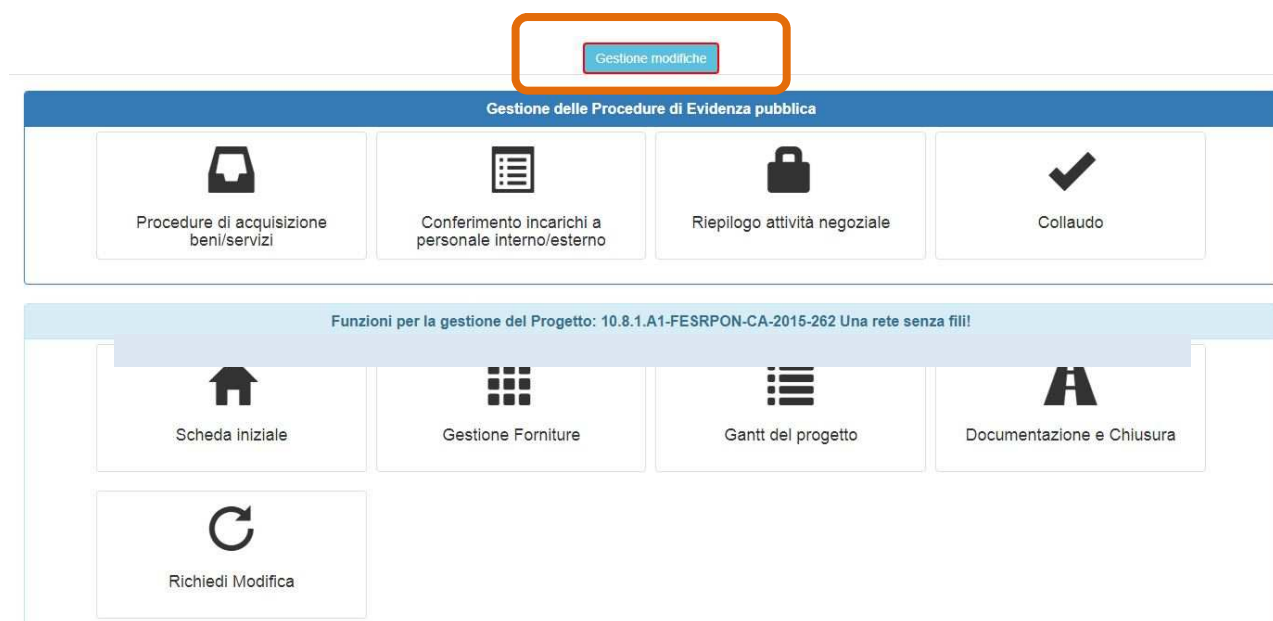 Gestione modifiche
Gestione delle Procedure di Evidenza pubblica
Procedure di acquisizione
beni/servizi
Conferimento incarichi a
personale interno/esterno
Riepilogo attività negoziale
Collaudo
Funzioni per la gestione del Progetto: 10.8.1.A1-FESRPON-CA-2015-262 Una rete senza fili!
Scheda iniziale
Gestione Forniture
Gantt del progetto
Documentazione e Chiusura
Richiedi Modifica